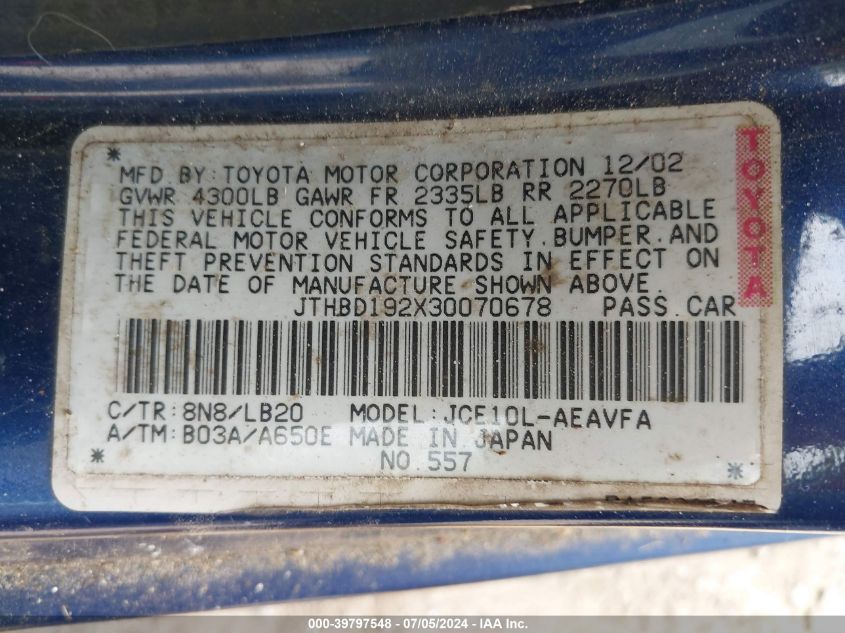 MFD BY: TOYOTA MOTOR CORPORATION 12/02
GVWR 4300LB GAWR FR 2335LB RR 2270LB
THIS VEHICLE CONFORMS TO ALL APPLICABLE
FEDERAL MOTOR VEHICLE SAFETY, BUMPER, AND
THEFT PREVENTION STANDARDS IN EFFECT ON
THE DATE OF MANUFACTURE SHOWN ABOVE.
JTHBD192X30070678 PASS.CAR
TOYOTA
C/TR:8N8/LB20 MODEL:JCE10L-AEAVFA
A/TM:B03A/A650E MADE IN JAPAN
NO.557
000-39797548 - 07/05/2024 - IAA Inc.